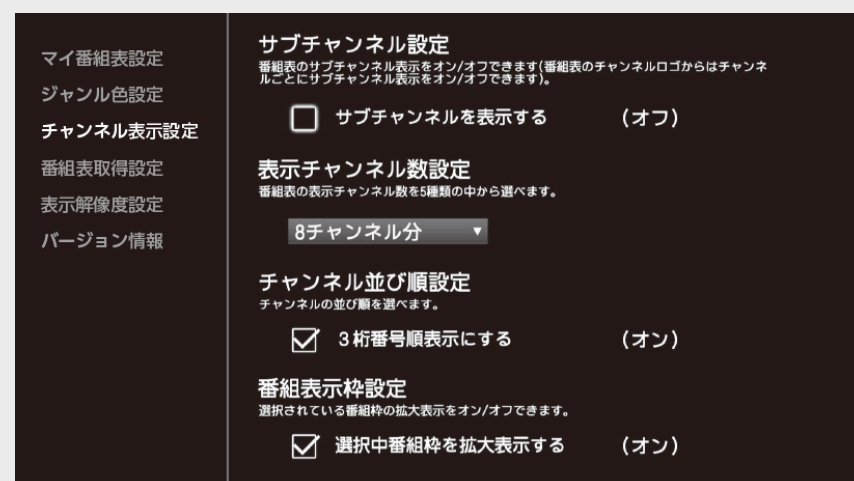 マイ番組表設定
ジャンル色設定
チャンネル表示設定
番組表取得設定
表示解像度設定
バージョン情報
サブチャンネル設定
番組表のサブチャンネル表示をオン/オフできます(番組表のチャンネルロゴからはチャンネ
ルごとにサブチャンネル表示をオン/オフできます)。
サブチャンネルを表示する (オフ)
表示チャンネル数設定
番組表の表示チャンネル数を5種類の中から選べます。
8チャンネル分 ▼
チャンネル並び順設定
チャンネルの並び順を選べます。
3桁番号順表示にする (オン)
番組表示枠設定
選択されている番組枠の拡大表示をオン/オフできます。
選択中番組枠を拡大表示する (オン)